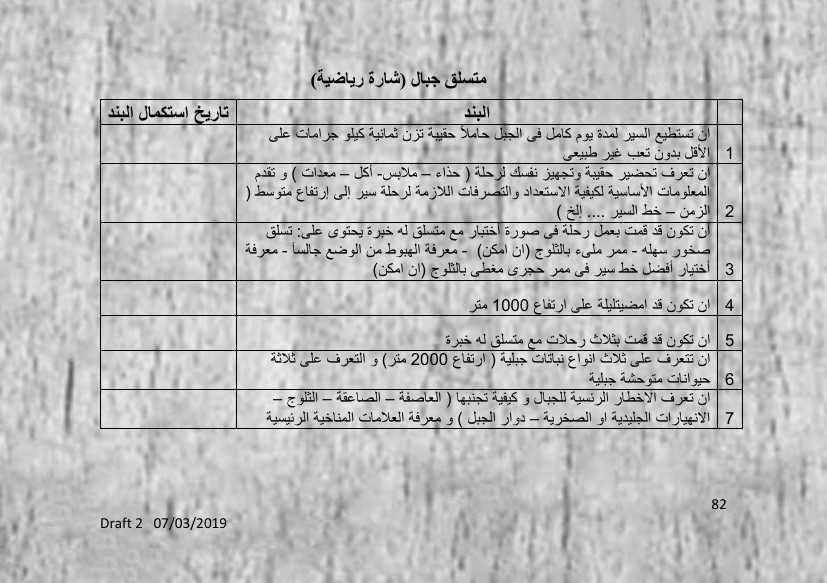 متسلق جبال (شارة رياضية)
البند
تاريخ استكمال البند
1
ان تستطيع السير لمدة يوم كامل فى الجبل حاملاً حقيبة تزن ثمانية كيلو جرامات على
الأقل بدون تعب غير طبيعى
2
ان تعرف تحضير حقيبة وتجهيز نفسك لرحلة ( حذاء – ملابس- أكل – معدات ) و تقدم
المعلومات الأساسية لكيفية الاستعداد والتصرفات اللازمة لرحلة سير إلى إرتفاع متوسط (
الزمن – خط السير .... إلخ )
3
ان تكون قد قمت بعمل رحلة فى صورة أختبار مع متسلق له خبرة يحتوى على: تسلق
صخور سهله - ممر ملىء بالثلوج (ان امكن) - معرفة الهبوط من الوضع جالساً - معرفة
أختيار أفضل خط سير فى ممر حجرى مغطى بالثلوج (ان امكن)
4
ان تكون قد امضيتليلة على ارتفاع 1000 متر
5
ان تكون قد قمت بثلاث رحلات مع متسلق له خبرة
6
ان تتعرف على ثلاث انواع نباتات جبلية ( ارتفاع 2000 متر) و التعرف على ثلاثة
حيوانات متوحشة جبلية
7
ان تعرف الاخطار الرئسية للجبال و كيفية تجنبها ( العاصفة – الصاعقة – الثلوج –
الانهيارات الجليدية او الصخرية – دوار الجبل ) و معرفة العلامات المناخية الرئيسية
82
Draft 2 07/03/2019